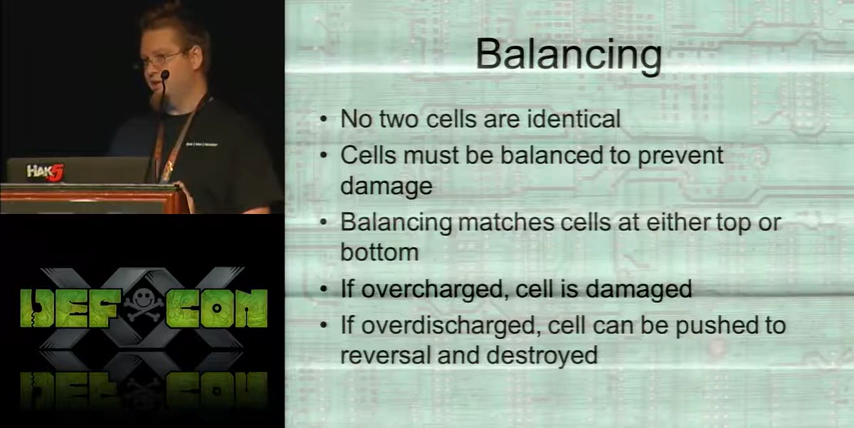 Balancing
• No two cells are identical
• Cells must be balanced to prevent
damage
• Balancing matches cells at either top or
bottom
• If overcharged, cell is damaged
• If overdischarged, cell can be pushed to
reversal and destroyed
HAK5
XX
DEF CON